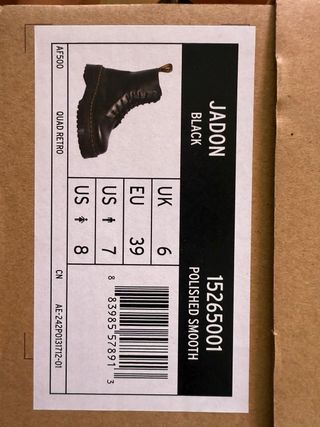 JADON
BLACK
15265001
POLISHED SMOOTH
UK 6
EU 39
US 7
US 8
8 83985 57891 3
AF500
QUAD RETRO
CN
AE-242P0131712-01